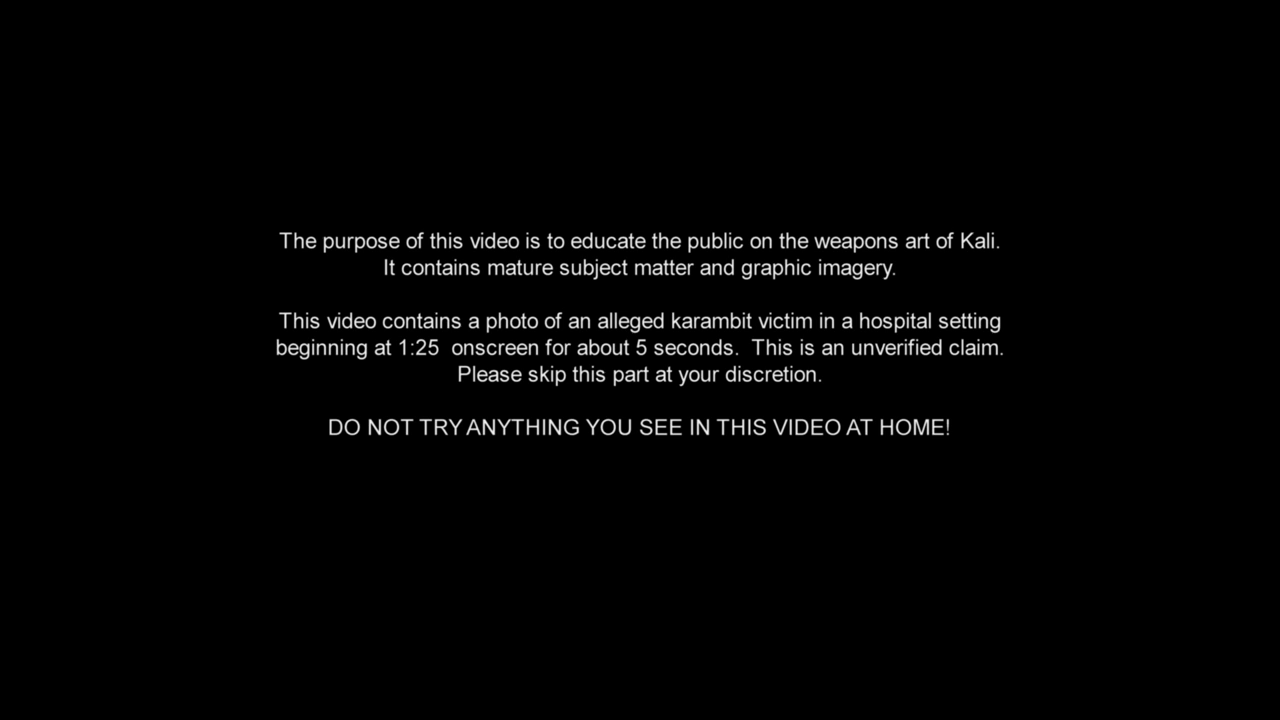 The purpose of this video is to educate the public on the weapons art of Kali.
It contains mature subject matter and graphic imagery.
This video contains a photo of an alleged karambit victim in a hospital setting
beginning at 1:25  onscreen for about 5 seconds.  This is an unverified claim.
Please skip this part at your discretion.
DO NOT TRY ANYTHING YOU SEE IN THIS VIDEO AT HOME!